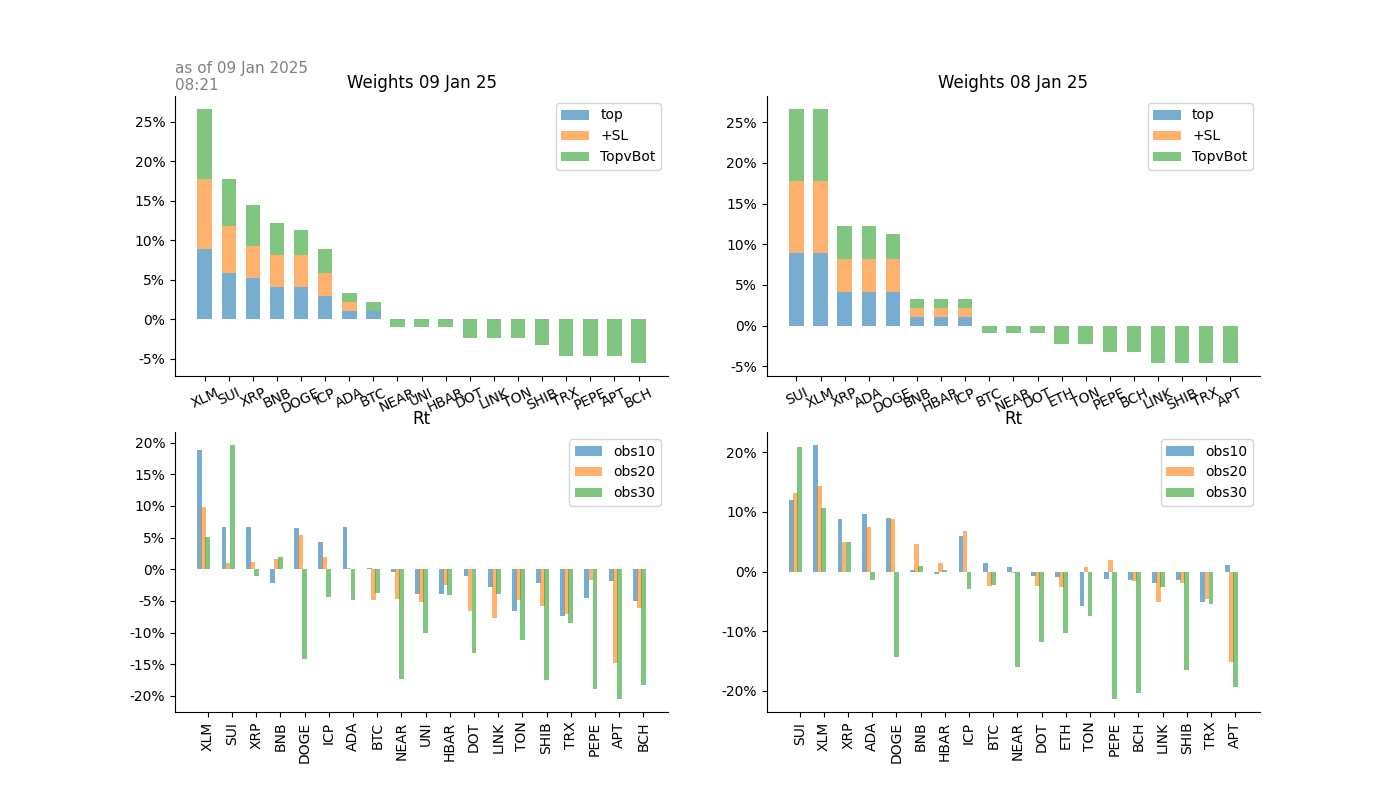 as of 09 Jan 2025
08:21
Weights 09 Jan 25
25%
20%
15%
10%
5%
0%
-5%
top
+SL
TopvBot
XLM SUI XRP BNB DOGE ICP ADA BTC NEAR UNI HBAR DOT LINK TON SHIB TRX PEPE APT BCH
Weights 08 Jan 25
25%
20%
15%
10%
5%
0%
-5%
top
+SL
TopvBot
SUI XLM XRP ADA DOGE BNB HBAR ICP BTC NEAR DOT ETH TON PEPE BCH LINK SHIB TRX APT
Rt
20%
15%
10%
5%
0%
-5%
-10%
-15%
-20%
obs10
obs20
obs30
XLM SUI XRP BNB DOGE ICP ADA BTC NEAR UNI HBAR DOT LINK TON SHIB TRX PEPE APT BCH
Rt
20%
10%
0%
-10%
-20%
obs10
obs20
obs30
SUI XLM XRP ADA DOGE BNB HBAR ICP BTC NEAR DOT ETH TON PEPE BCH LINK SHIB TRX APT